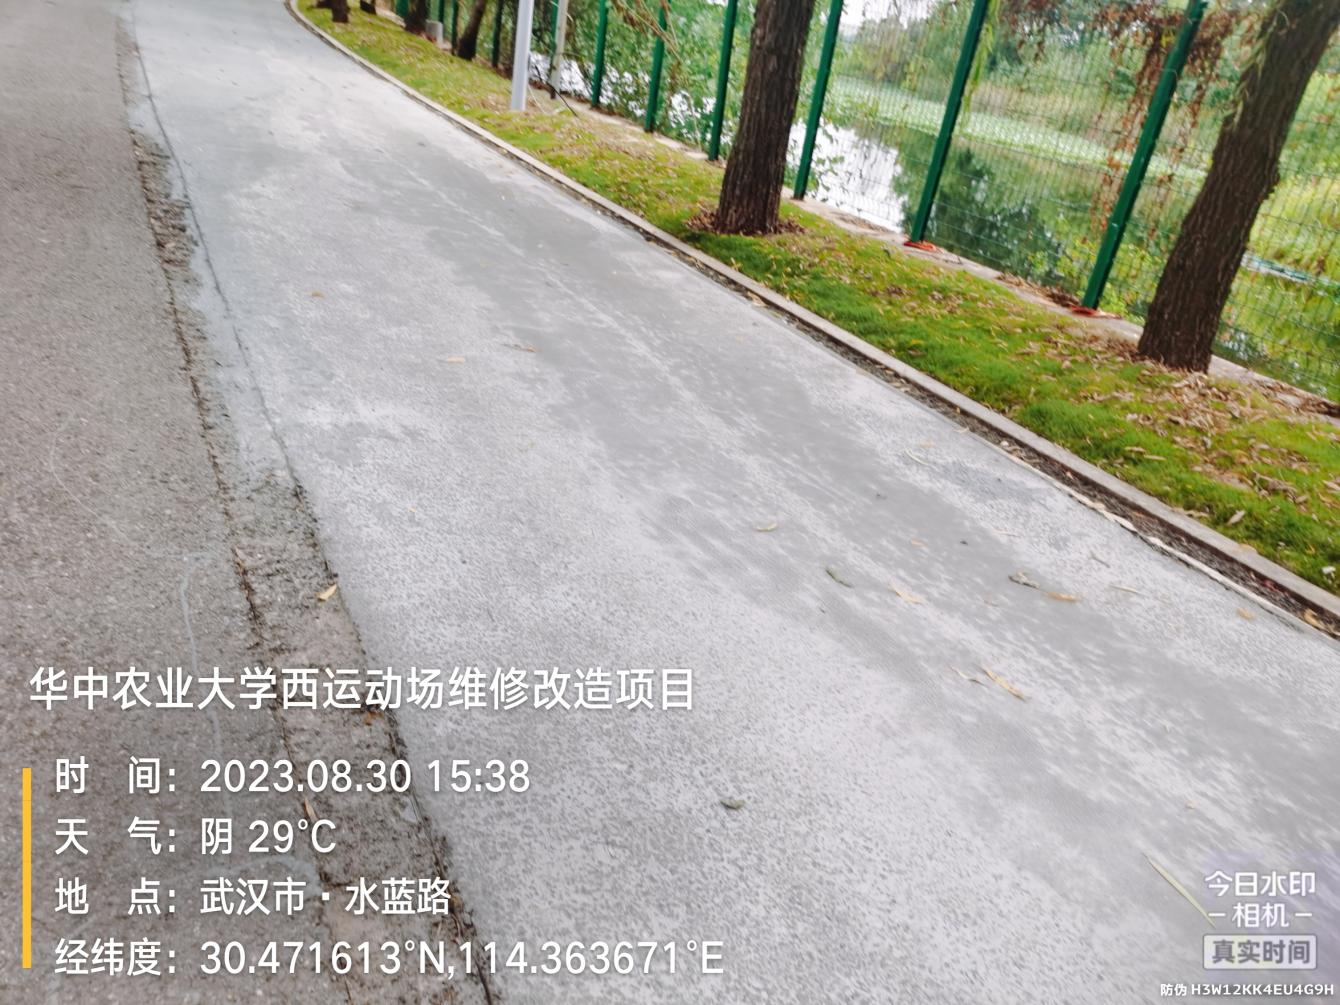 华中农业大学西运动场维修改造项目
时 间：2023.08.30 15:38
天 气：阴 29°C
地 点：武汉市·水蓝路
经纬度：30.471613°N,114.363671°E
今日水印
相机
真实时间
防伪 H3W12KK4EU4G9H